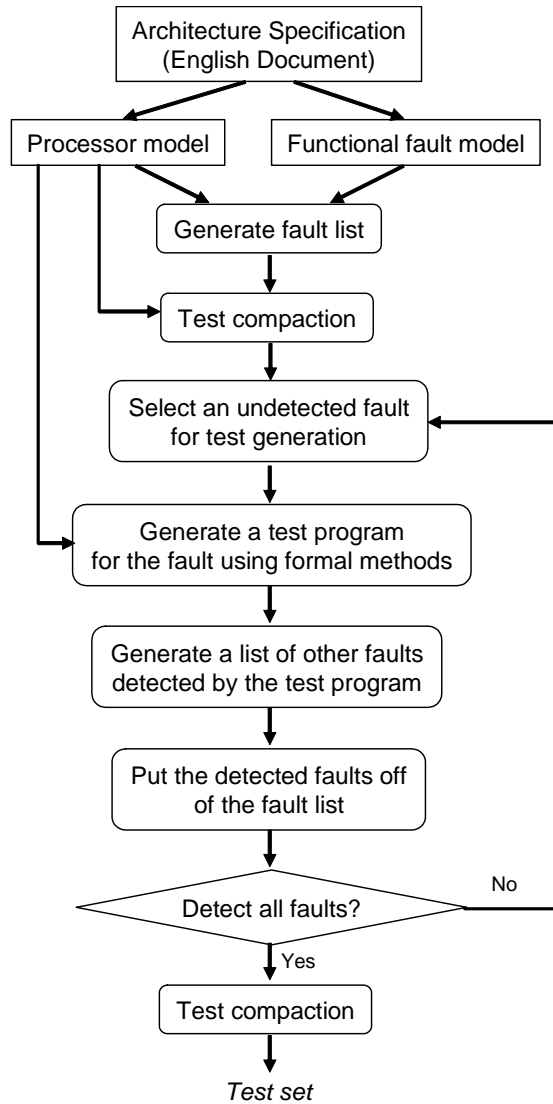 Architecture Specification
(English Document)
Processor model
Functional fault model
Generate fault list
Test compaction
Select an undetected fault
for test generation
Generate a test program
for the fault using formal methods
Generate a list of other faults
detected by the test program
Put the detected faults off
of the fault list
Detect all faults?
No
Yes
Test compaction
Test set